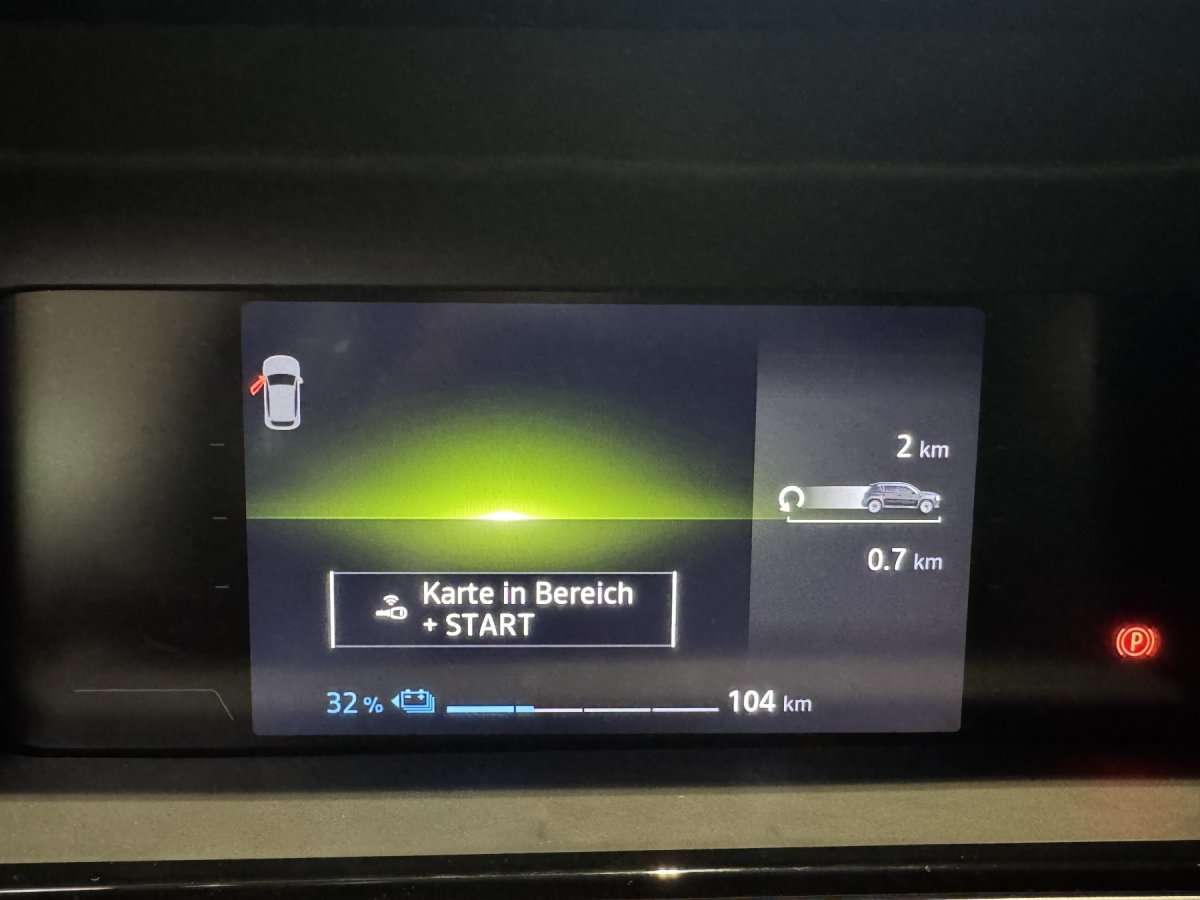 2 km
0.7 km
Karte in Bereich
+ START
32 %
104 km
P